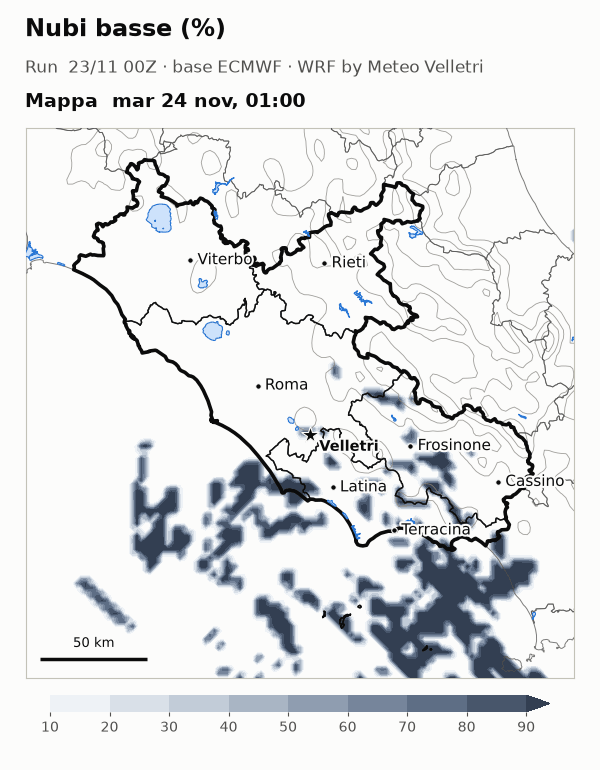 Nubi basse (%)
Run 23/11 00Z · base ECMWF · WRF by Meteo Velletri
Mappa mar 24 nov, 01:00
Viterbo
Rieti
Roma
Velletri
Frosinone
Cassino
Latina
Terracina
50 km
10 20 30 40 50 60 70 80 90